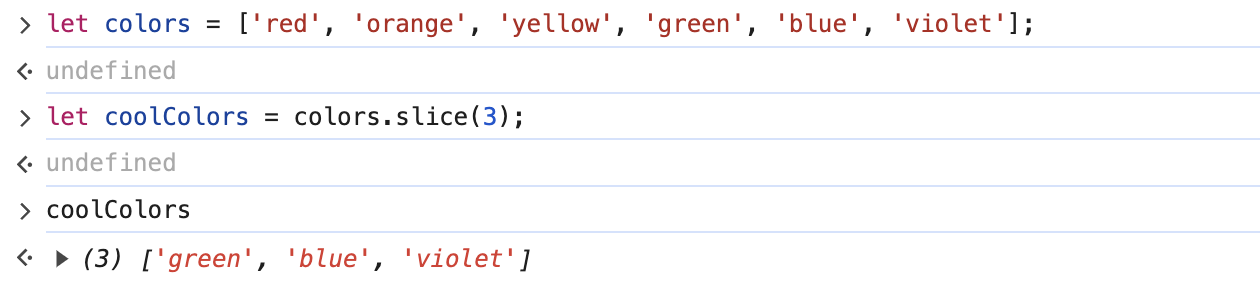 > let colors = ['red', 'orange', 'yellow', 'green', 'blue', 'violet'];
undefined
> let coolColors = colors.slice(3);
undefined
> coolColors
(3) ['green', 'blue', 'violet']